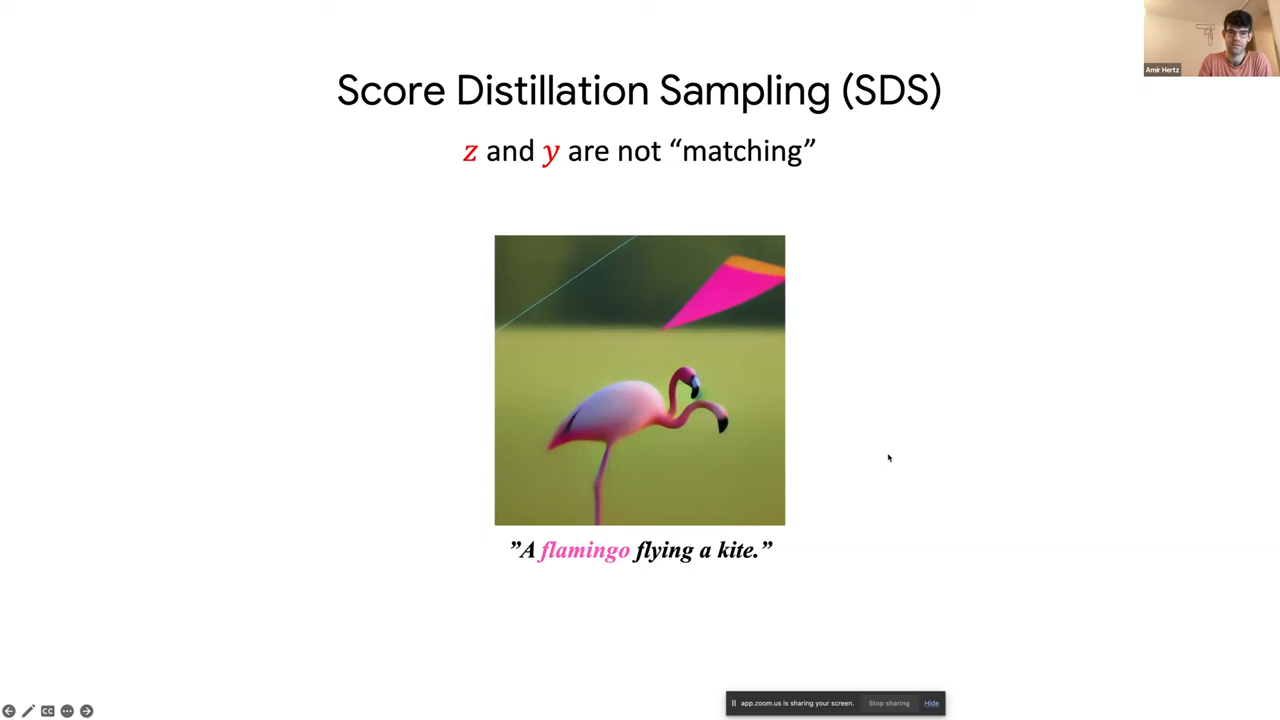 Amir Hertz
Score Distillation Sampling (SDS)
z and y are not “matching”
”A flamingo flying a kite.”
CC
app.zoom.us is sharing your screen.
Stop sharing
Hide